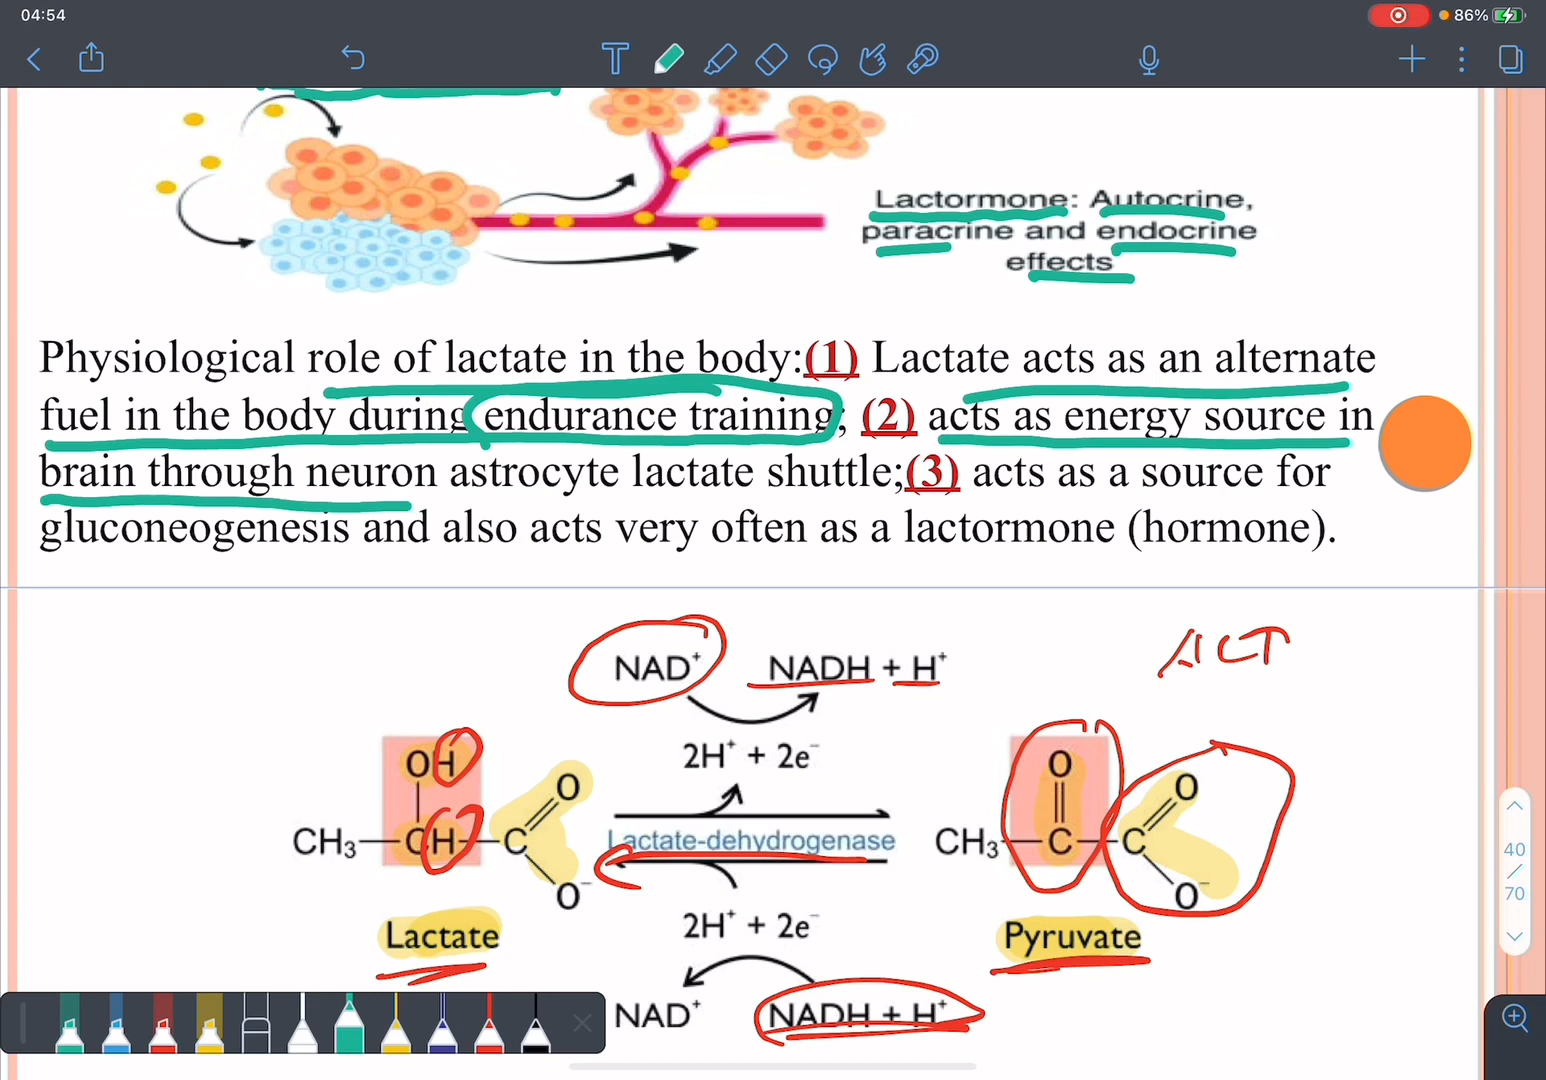 04:54
86%
T
Lactormone: Autocrine,
paracrine and endocrine
effects
Physiological role of lactate in the body:(1) Lactate acts as an alternate
fuel in the body during endurance training; (2) acts as energy source in
brain through neuron astrocyte lactate shuttle;(3) acts as a source for
gluconeogenesis and also acts very often as a lactormone (hormone).
NAD⁺ NADH + H⁺
2H⁺ + 2e⁻
OH
O
CH₃—CH—C
O⁻
Lactate-dehydrogenase
O
O
CH₃—C—C
O⁻
2H⁺ + 2e⁻
Lactate
Pyruvate
NAD⁺ NADH + H⁺
40
/
70